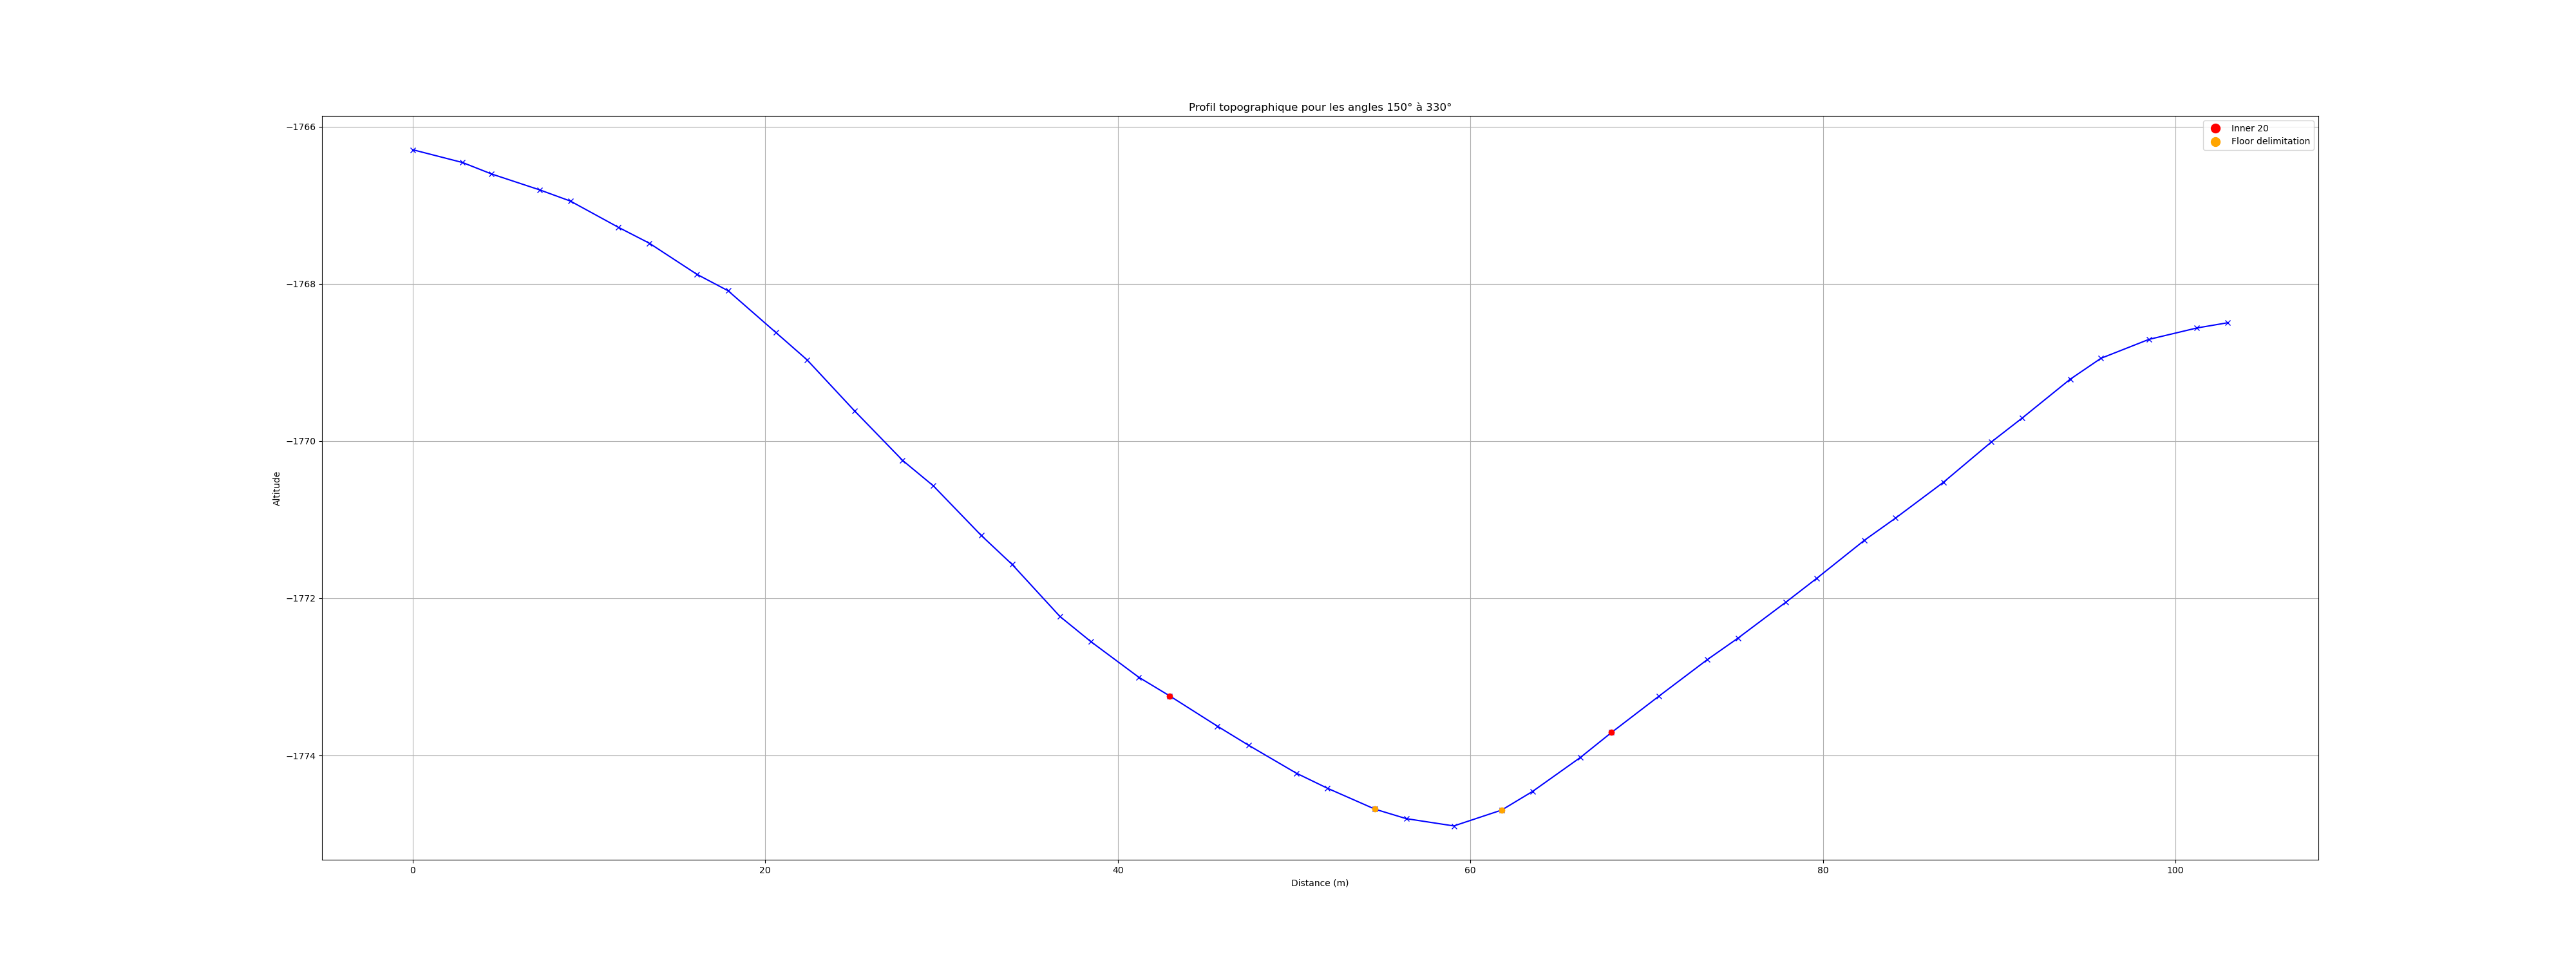 Profil topographique pour les angles 150° à 330°
Inner 20
Floor delimitation
−1766
−1768
−1770
−1772
−1774
Altitude
0
20
40
60
80
100
Distance (m)